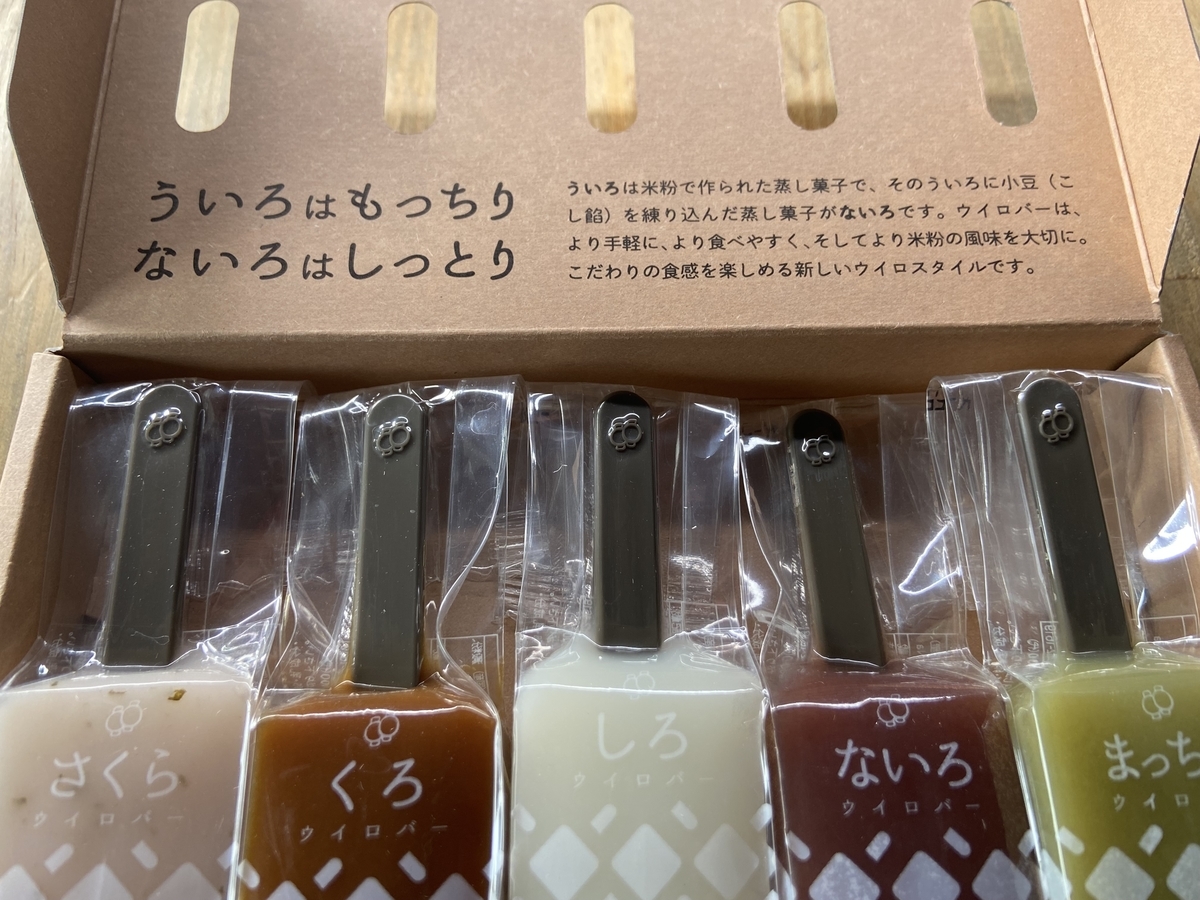 ういろはもっちり
ないろはしっとり
ういろは米粉で作られた蒸し菓子で、そのういろに小豆（こ
し餡）を練り込んだ蒸し菓子がないろです。ウイロバーは、
より手軽に、より食べやすく、そしてより米粉の風味を大切に。
こだわりの食感を楽しめる新しいウイロスタイルです。
さくら
ウイロバー
くろ
ウイロバー
しろ
ウイロバー
ないろ
ウイロバー
まっち
ウイロ